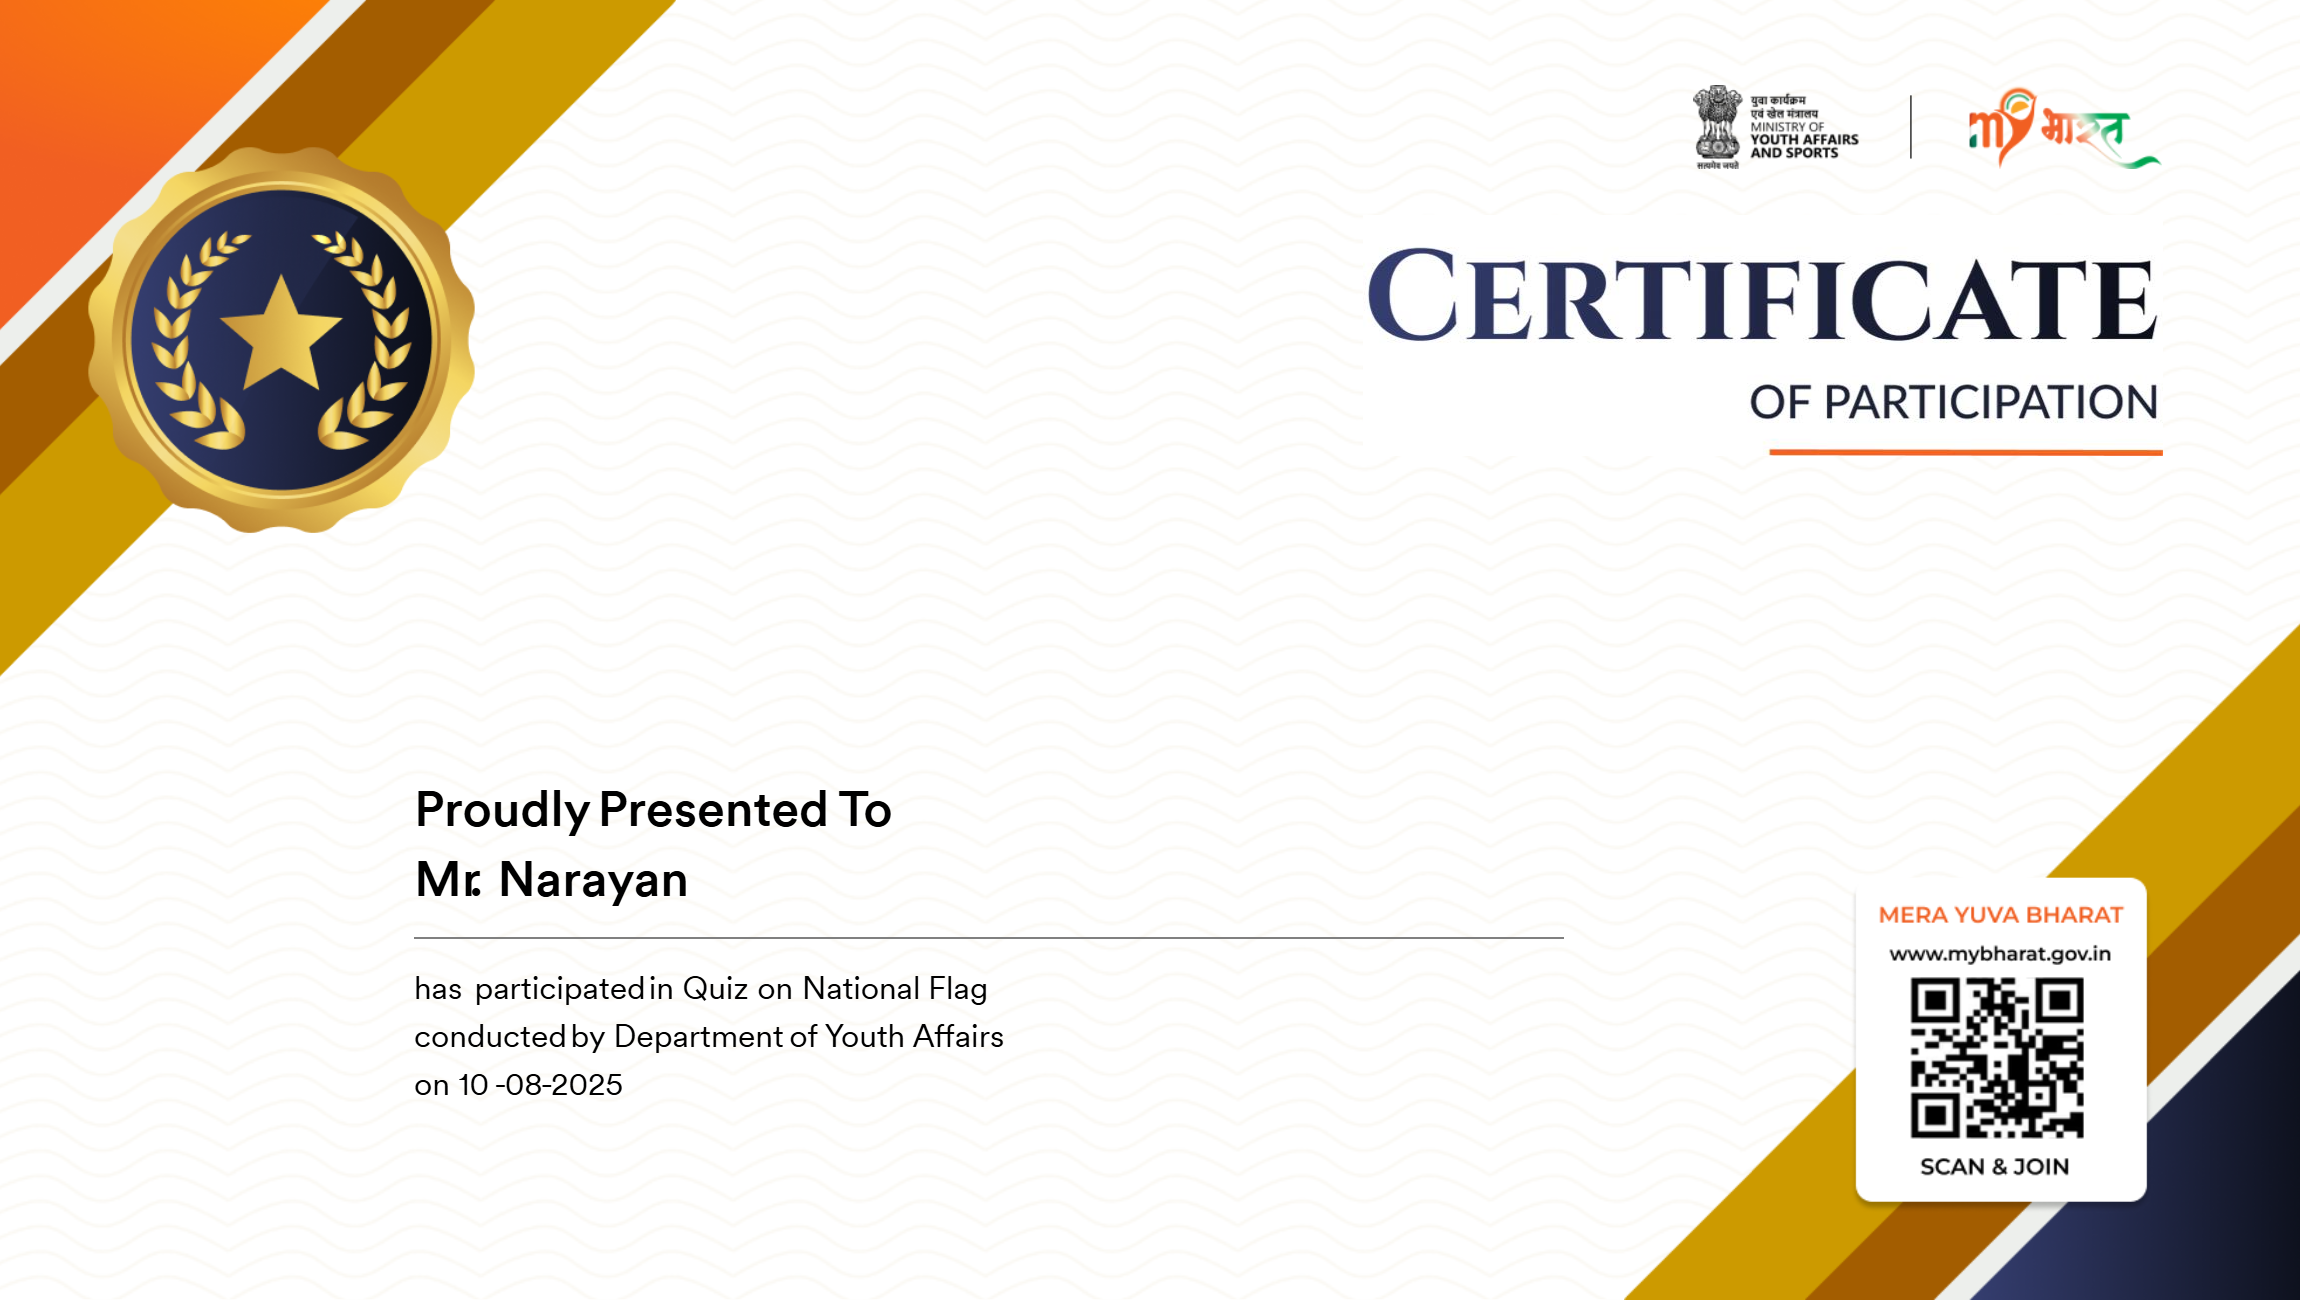 युवा कार्यक्रम
एवं खेल मंत्रालय
MINISTRY OF
YOUTH AFFAIRS
AND SPORTS
सत्यमेव जयते
my भारत
CERTIFICATE
OF PARTICIPATION
Proudly Presented To
Mr. Narayan
has participated in Quiz on National Flag
conducted by Department of Youth Affairs
on 10 -08-2025
MERA YUVA BHARAT
www.mybharat.gov.in
SCAN & JOIN